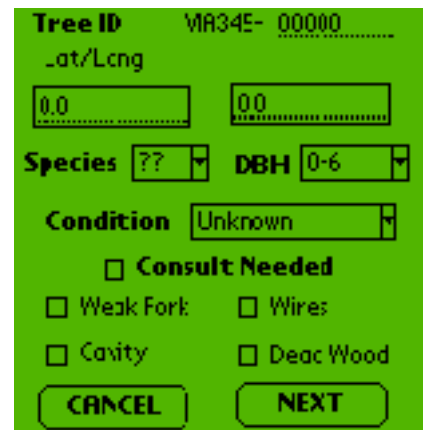 Tree ID MA345- 00000
Lat/Long
0.0 0.0
Species ?? DBH 0-6
Condition Unknown
Consult Needed
Weak Fork Wires
Cavity Dead Wood
CANCEL NEXT